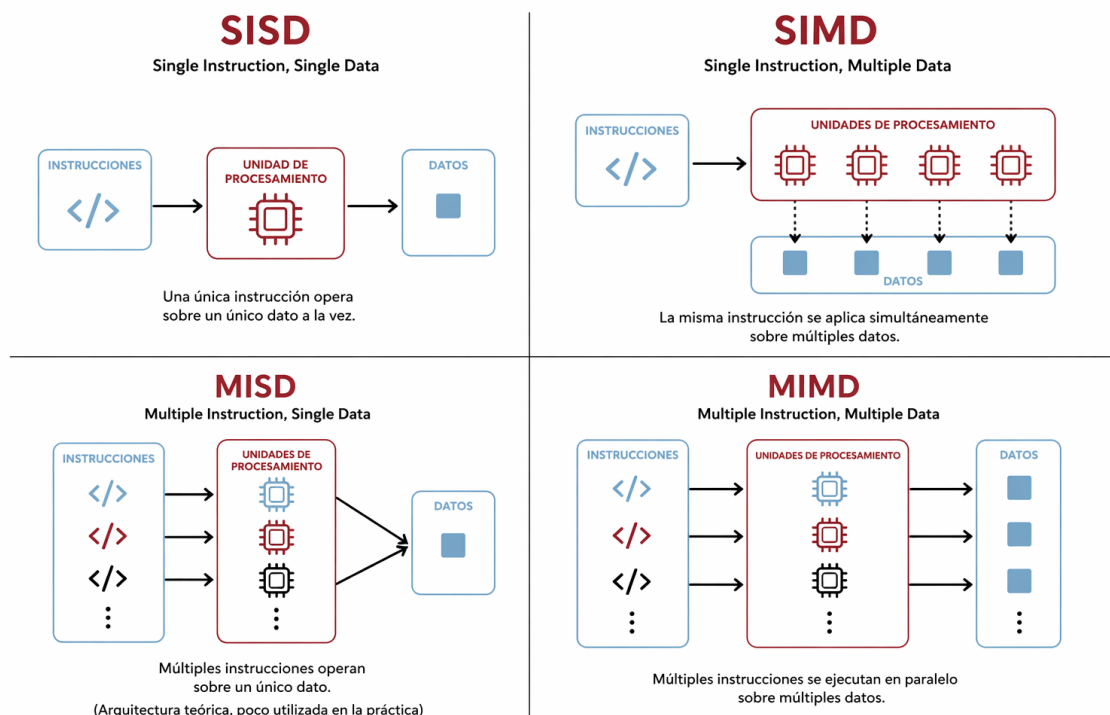 SISD
Single Instruction, Single Data
INSTRUCCIONES
</>
UNIDAD DE
PROCESAMIENTO
DATOS
Una única instrucción opera
sobre un único dato a la vez.
SIMD
Single Instruction, Multiple Data
INSTRUCCIONES
</>
UNIDADES DE PROCESAMIENTO
DATOS
La misma instrucción se aplica simultáneamente
sobre múltiples datos.
MISD
Multiple Instruction, Single Data
INSTRUCCIONES
</>
</>
</>
UNIDADES DE
PROCESAMIENTO
DATOS
Múltiples instrucciones operan
sobre un único dato.
(Arquitectura teórica, poco utilizada en la práctica)
MIMD
Multiple Instruction, Multiple Data
INSTRUCCIONES
</>
</>
</>
UNIDADES DE PROCESAMIENTO
DATOS
Múltiples instrucciones se ejecutan en paralelo
sobre múltiples datos.